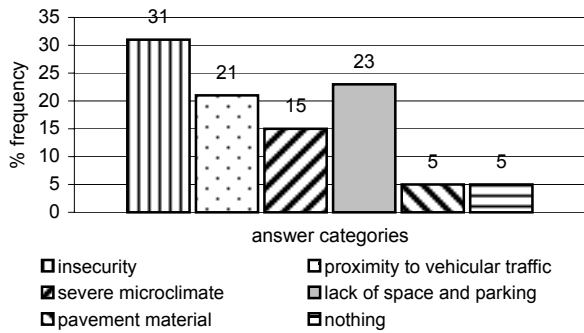 35
31
30
25
23
21
20
15
15
10
5
5
5
0
% frequency
answer categories
insecurity
proximity to vehicular traffic
severe microclimate
lack of space and parking
pavement material
nothing